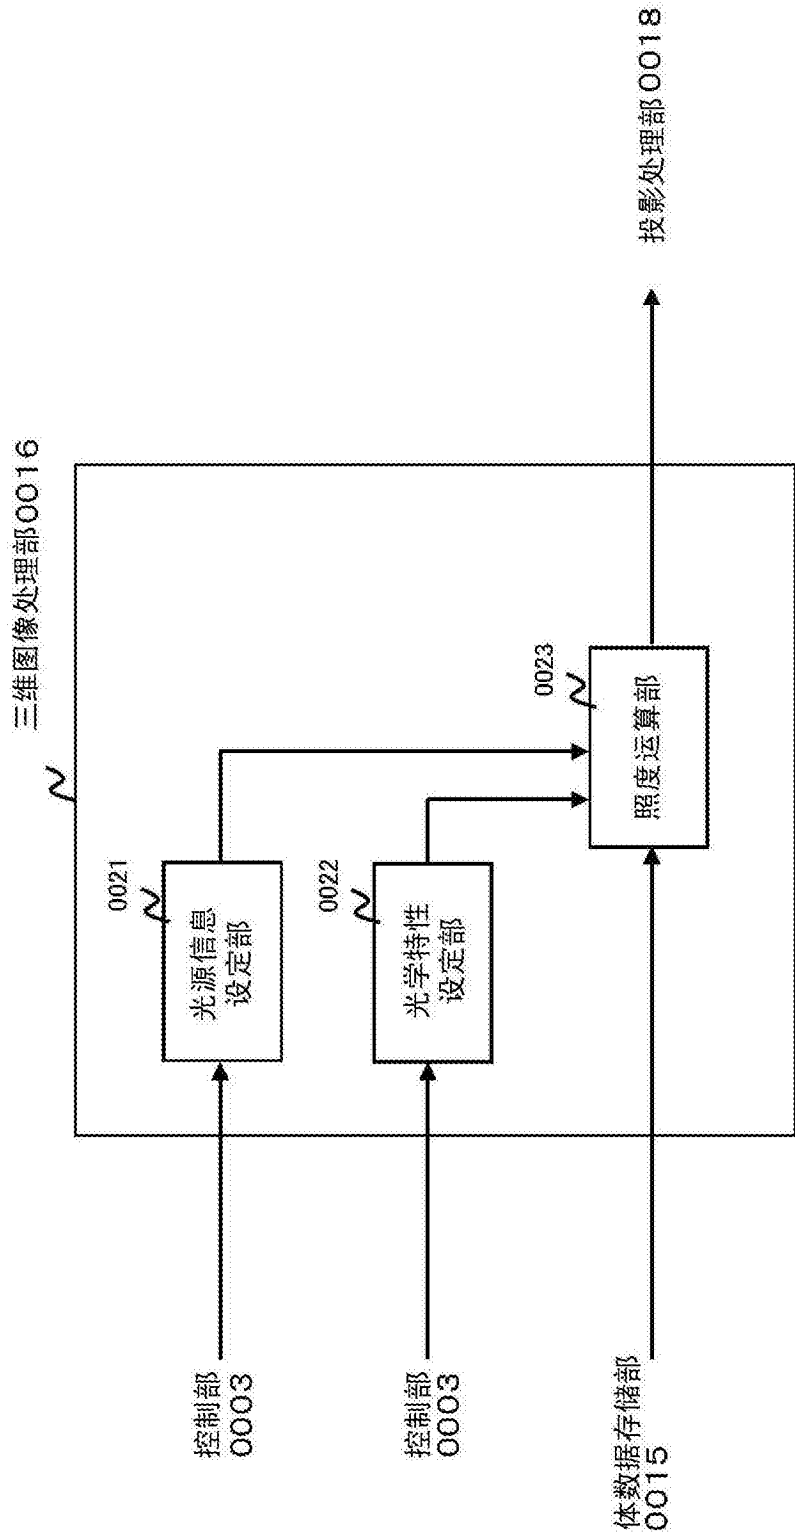 三维图像处理部0016
0021
光源信息
设定部
控制部
0003
0022
光学特性
设定部
控制部
0003
0023
照度运算部
体数据存储部
0015
投影处理部0018